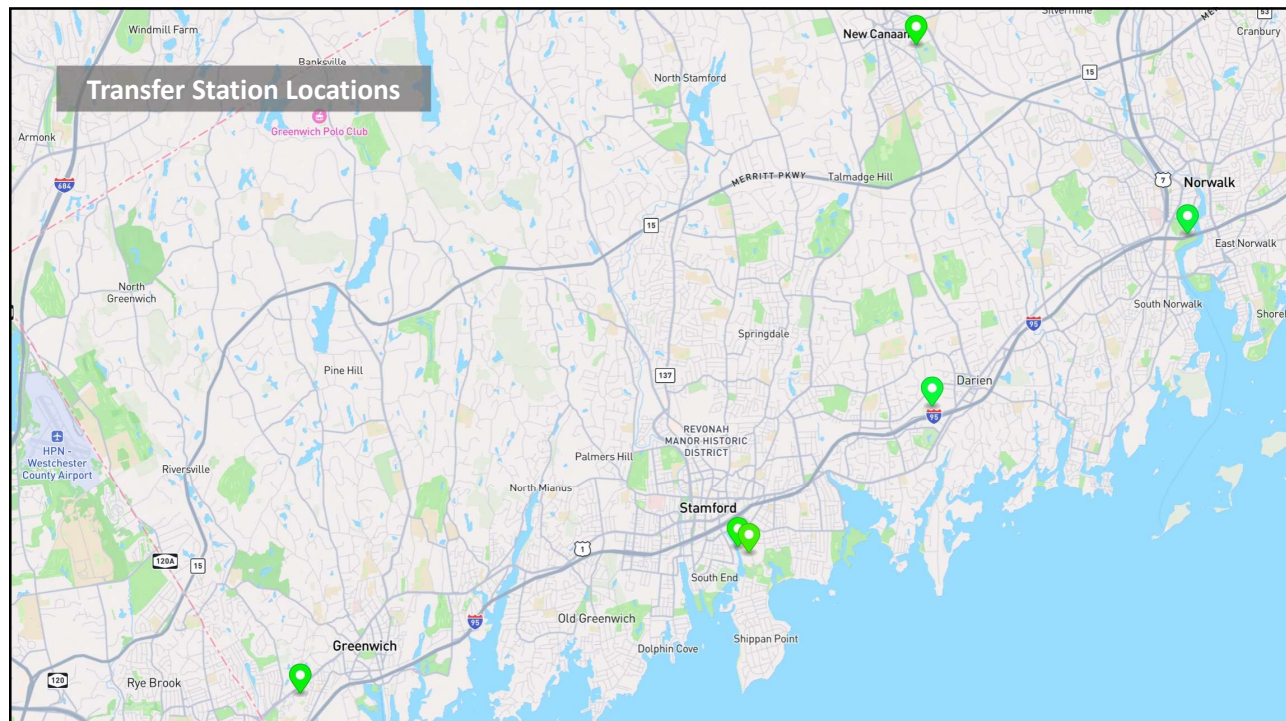 Transfer Station Locations
Windmill Farm
Banksville
Armonk
Greenwich Polo Club
684
North Stamford
New Canaan
Silvermine
53
Cranbury
15
MERRITT PKWY
Talmadge Hill
7
Norwalk
East Norwalk
15
North
Greenwich
South Norwalk
95
Springdale
Pine Hill
137
Darien
95
REVONAH
MANOR HISTORIC
DISTRICT
HPN -
Westchester
County Airport
Riversville
Palmers Hill
North Mianus
Stamford
1
120A
15
South End
95
Old Greenwich
Shippan Point
Dolphin Cove
Greenwich
120
Rye Brook